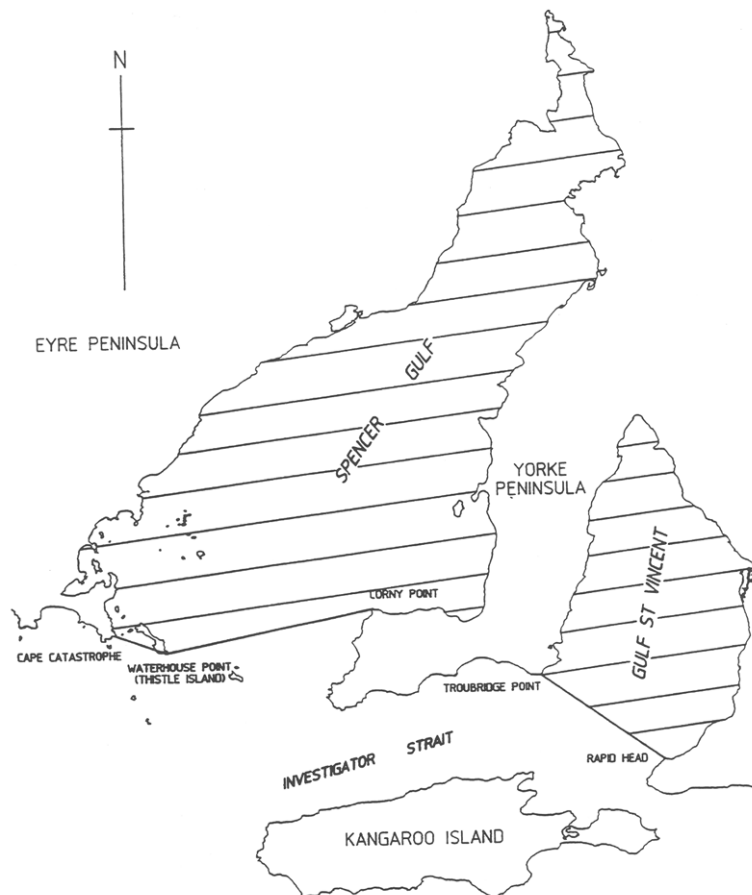 N
EYRE PENINSULA
SPENCER GULF
YORKE
PENINSULA
GULF ST VINCENT
CORNY POINT
CAPE CATASTROPHE
WATERHOUSE POINT
(THISTLE ISLAND)
TROUBRIDGE POINT
INVESTIGATOR STRAIT
RAPID HEAD
KANGAROO ISLAND